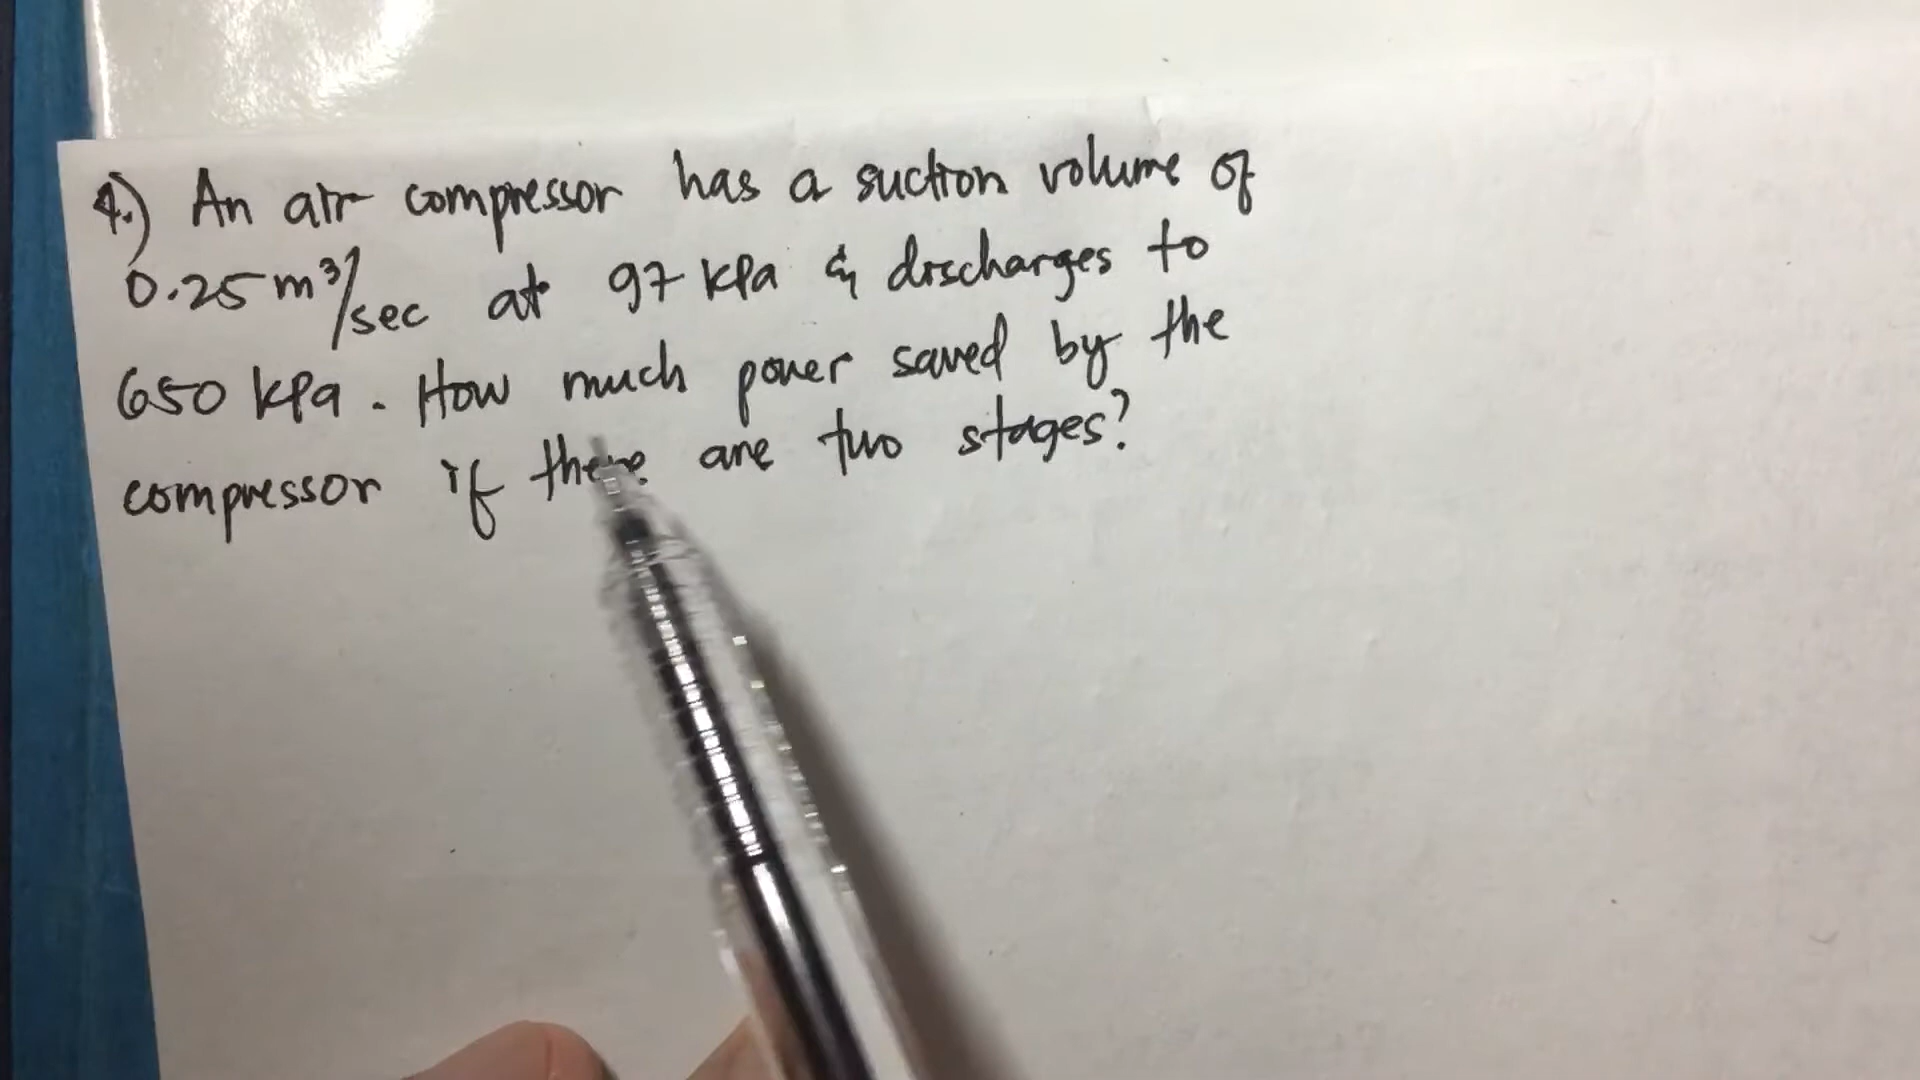 4.) An air compressor has a suction volume of
0.25 m³/sec at 97 kPa & discharges to
650 kPa. How much power saved by the
compressor if there are two stages?